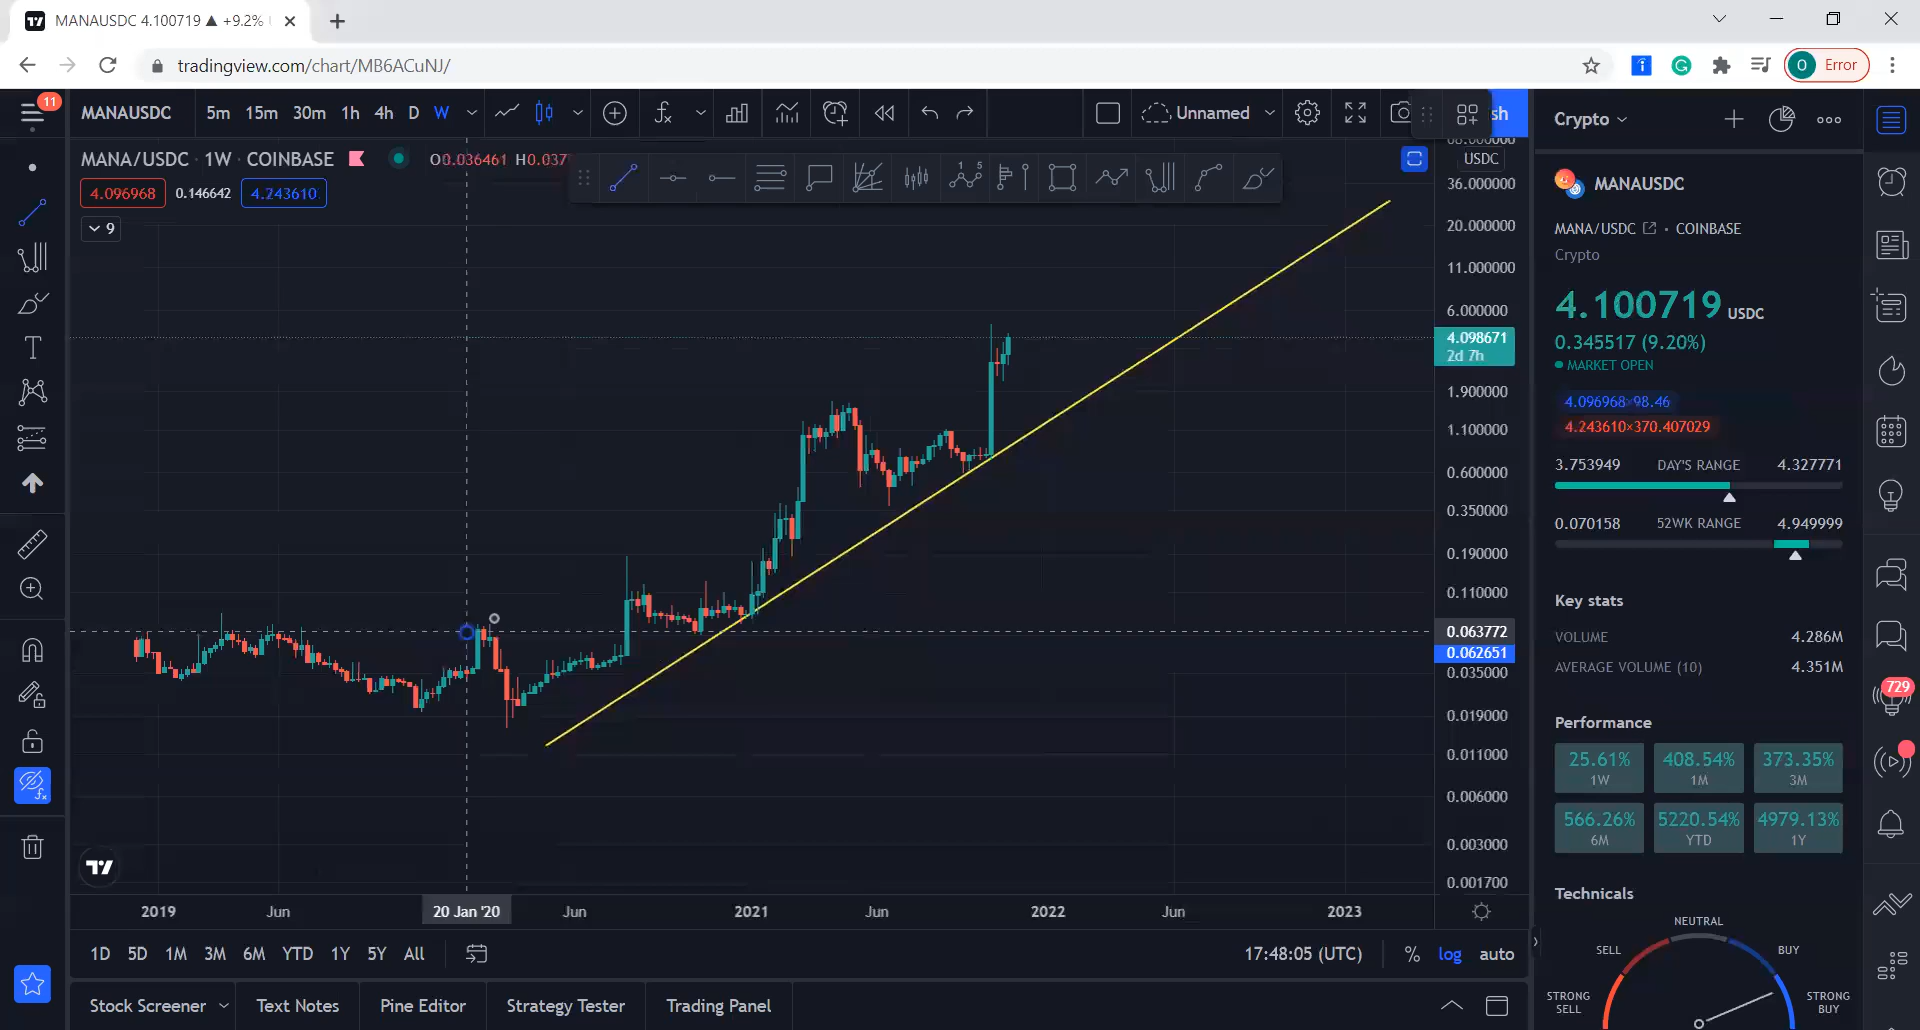 MANAUSDC 4.100719 ▲ +9.2%
tradingview.com/chart/MB6ACuNJ/
O Error
11
MANAUSDC 5m 15m 30m 1h 4h D W Unnamed sh
MANA/USDC · 1W · COINBASE O0.036461 H0.037
4.096968 0.146642 4.243610
9
1 5
USDC
36.000000
20.000000
11.000000
6.000000
4.098671
2d 7h
1.900000
1.100000
0.600000
0.350000
0.190000
0.110000
0.063772
0.062651
0.035000
0.019000
0.011000
0.006000
0.003000
0.001700
2019 Jun 20 Jan '20 Jun 2021 Jun 2022 Jun 2023
1D 5D 1M 3M 6M YTD 1Y 5Y All 17:48:05 (UTC) % log auto
Stock Screener Text Notes Pine Editor Strategy Tester Trading Panel
Crypto
MANAUSDC
MANA/USDC · COINBASE
Crypto
4.100719 USDC
0.345517 (9.20%)
MARKET OPEN
4.096968×98.46
4.243610×370.407029
3.753949 DAY'S RANGE 4.327771
0.070158 52WK RANGE 4.949999
Key stats
VOLUME 4.286M
AVERAGE VOLUME (10) 4.351M
Performance
25.61% 408.54% 373.35%
1W 1M 3M
566.26% 5220.54% 4979.13%
6M YTD 1Y
Technicals
NEUTRAL
SELL BUY
STRONG SELL STRONG BUY
729